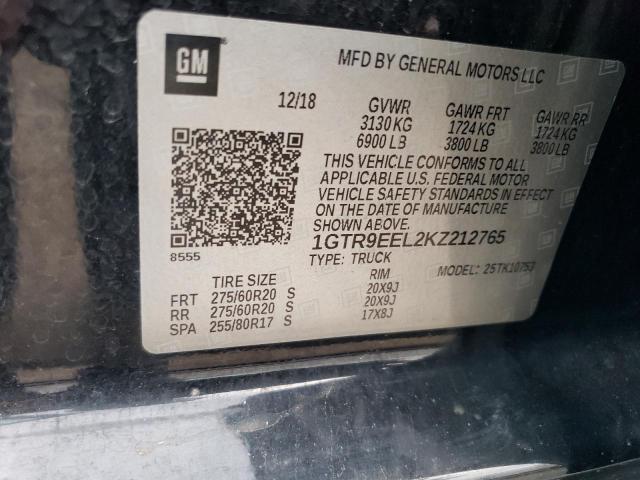 GM
MFD BY GENERAL MOTORS LLC
12/18 GVWR GAWR FRT GAWR RR
3130 KG 1724 KG 1724 KG
6900 LB 3800 LB 3800 LB
THIS VEHICLE CONFORMS TO ALL
APPLICABLE U.S. FEDERAL MOTOR
VEHICLE SAFETY STANDARDS IN EFFECT
ON THE DATE OF MANUFACTURE
SHOWN ABOVE.
8555 1GTR9EEL2KZ212765
TYPE: TRUCK MODEL: 25TK10753
TIRE SIZE RIM
FRT 275/60R20 S 20X9J
RR 275/60R20 S 20X9J
SPA 255/80R17 S 17X8J